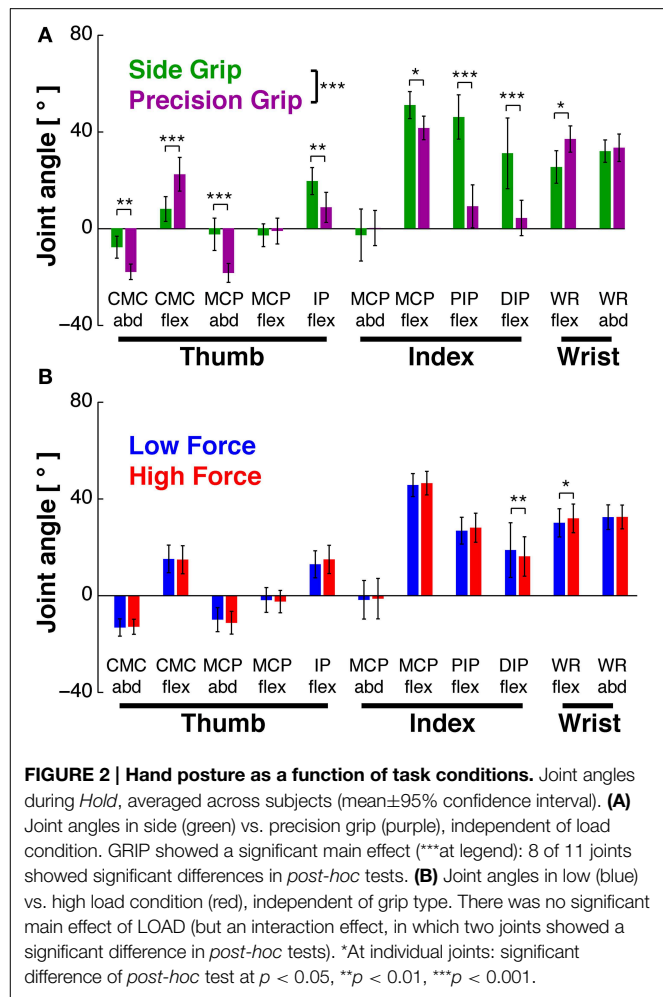 A
80
Side Grip
Precision Grip
***
*
***
***
*
40
***
**
**
***
0
Joint angle [ ° ]
CMC CMC MCP MCP IP MCP MCP PIP DIP WR WR
abd flex abd flex flex abd flex flex flex flex abd
−40
Thumb Index Wrist
B
80
Low Force
High Force
40
**
*
0
Joint angle [ ° ]
CMC CMC MCP MCP IP MCP MCP PIP DIP WR WR
abd flex abd flex flex abd flex flex flex flex abd
−40
Thumb Index Wrist
FIGURE 2 | Hand posture as a function of task conditions. Joint angles
during Hold, averaged across subjects (mean±95% confidence interval). (A)
Joint angles in side (green) vs. precision grip (purple), independent of load
condition. GRIP showed a significant main effect (***at legend): 8 of 11 joints
showed significant differences in post-hoc tests. (B) Joint angles in low (blue)
vs. high load condition (red), independent of grip type. There was no significant
main effect of LOAD (but an interaction effect, in which two joints showed a
significant difference in post-hoc tests). *At individual joints: significant
difference of post-hoc test at p < 0.05, **p < 0.01, ***p < 0.001.